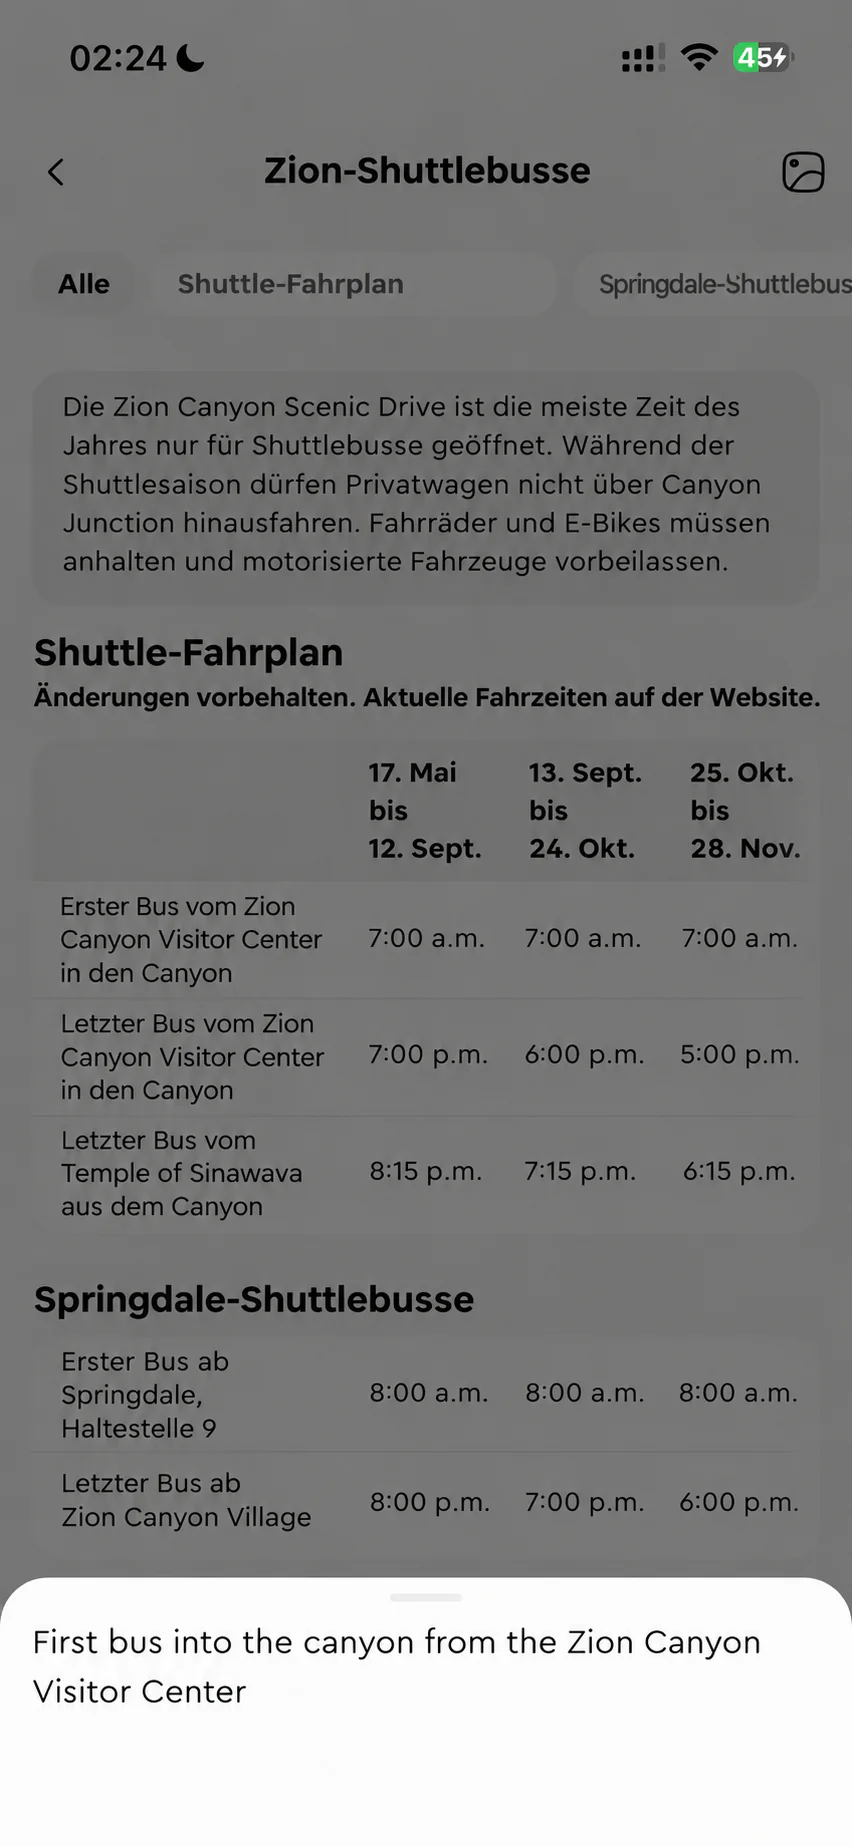 02:24
45
Zion-Shuttlebusse
Alle
Shuttle-Fahrplan
Springdale-Shuttlebus
Die Zion Canyon Scenic Drive ist die meiste Zeit des
Jahres nur für Shuttlebusse geöffnet. Während der
Shuttlesaison dürfen Privatwagen nicht über Canyon
Junction hinausfahren. Fahrräder und E-Bikes müssen
anhalten und motorisierte Fahrzeuge vorbeilassen.
Shuttle-Fahrplan
Änderungen vorbehalten. Aktuelle Fahrzeiten auf der Website.
17. Mai bis 12. Sept.
13. Sept. bis 24. Okt.
25. Okt. bis 28. Nov.
Erster Bus vom Zion
Canyon Visitor Center
in den Canyon
7:00 a.m. 7:00 a.m. 7:00 a.m.
Letzter Bus vom Zion
Canyon Visitor Center
in den Canyon
7:00 p.m. 6:00 p.m. 5:00 p.m.
Letzter Bus vom
Temple of Sinawava
aus dem Canyon
8:15 p.m. 7:15 p.m. 6:15 p.m.
Springdale-Shuttlebusse
Erster Bus ab
Springdale,
Haltestelle 9
8:00 a.m. 8:00 a.m. 8:00 a.m.
Letzter Bus ab
Zion Canyon Village
8:00 p.m. 7:00 p.m. 6:00 p.m.
First bus into the canyon from the Zion Canyon
Visitor Center